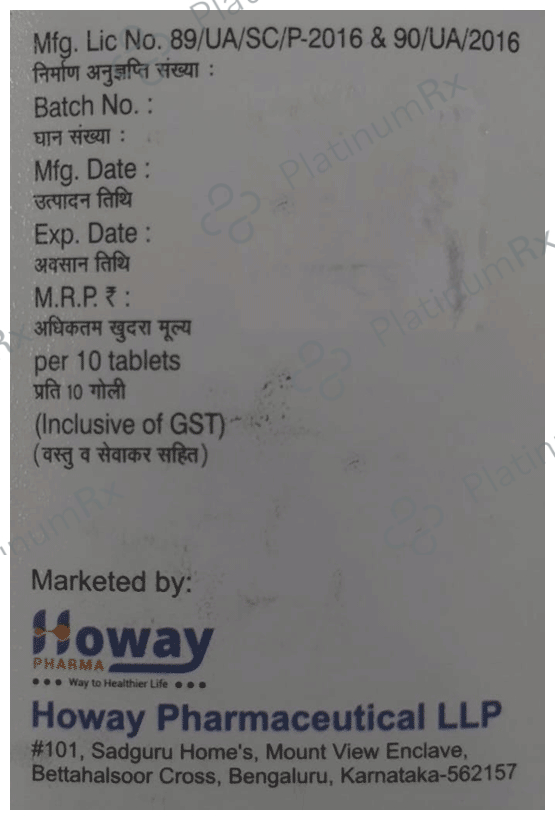 Mfg. Lic No. 89/UA/SC/P-2016 & 90/UA/2016
निर्माण अनुज्ञप्ति संख्या :
Batch No. :
घान संख्या :
Mfg. Date :
उत्पादन तिथि
Exp. Date :
अवसान तिथि
M.R.P. ₹ :
अधिकतम खुदरा मूल्य
per 10 tablets
प्रति 10 गोली
(Inclusive of GST)
(वस्तु व सेवाकर सहित)
Marketed by:
Howay
PHARMA
Way to Healthier Life
Howay Pharmaceutical LLP
#101, Sadguru Home's, Mount View Enclave,
Bettahalsoor Cross, Bengaluru, Karnataka-562157
PlatinumRx
PlatinumRx
PlatinumRx